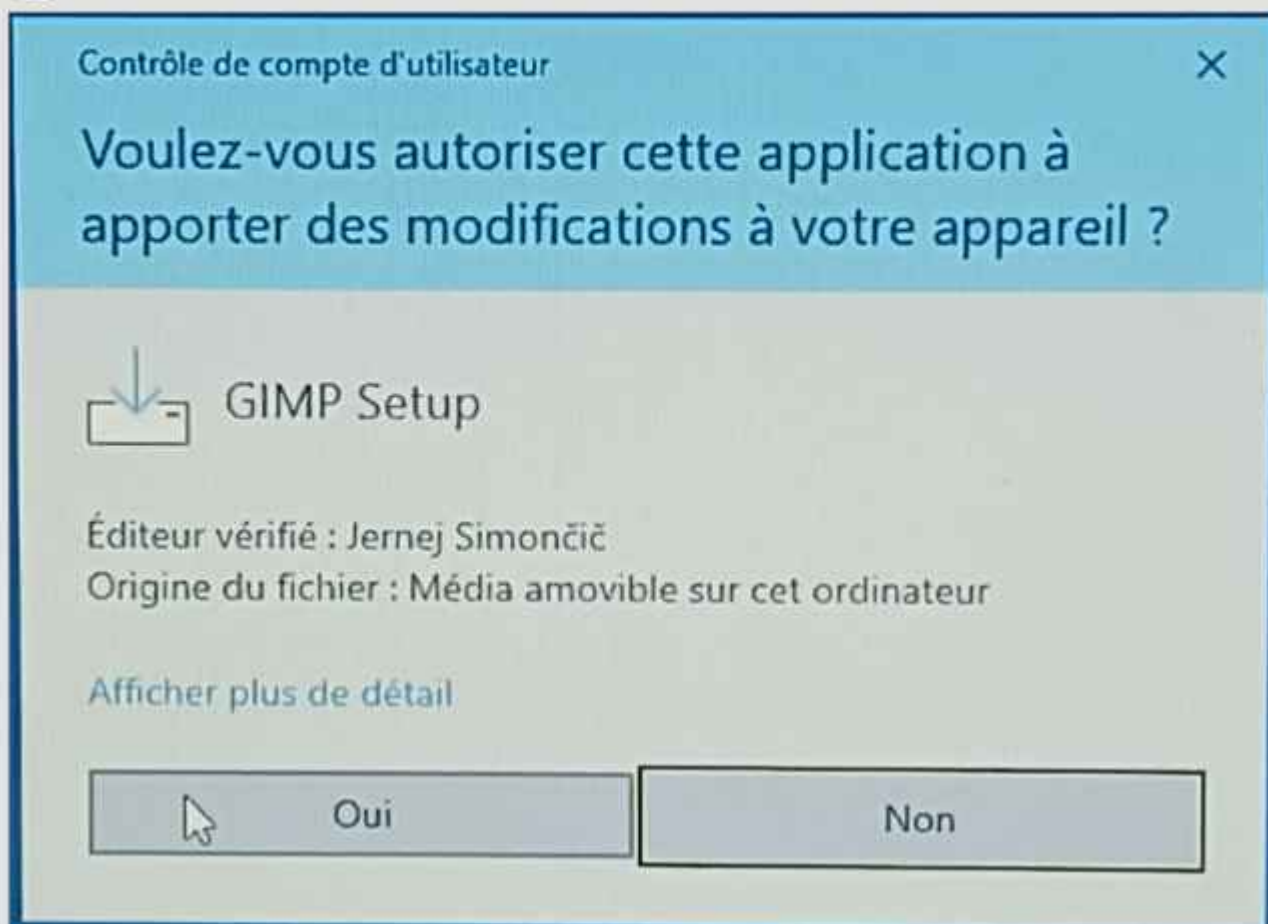 Contrôle de compte d'utilisateur
Voulez-vous autoriser cette application à
apporter des modifications à votre appareil ?
GIMP Setup
Éditeur vérifié : Jernej Simončič
Origine du fichier : Média amovible sur cet ordinateur
Afficher plus de détail
Oui
Non